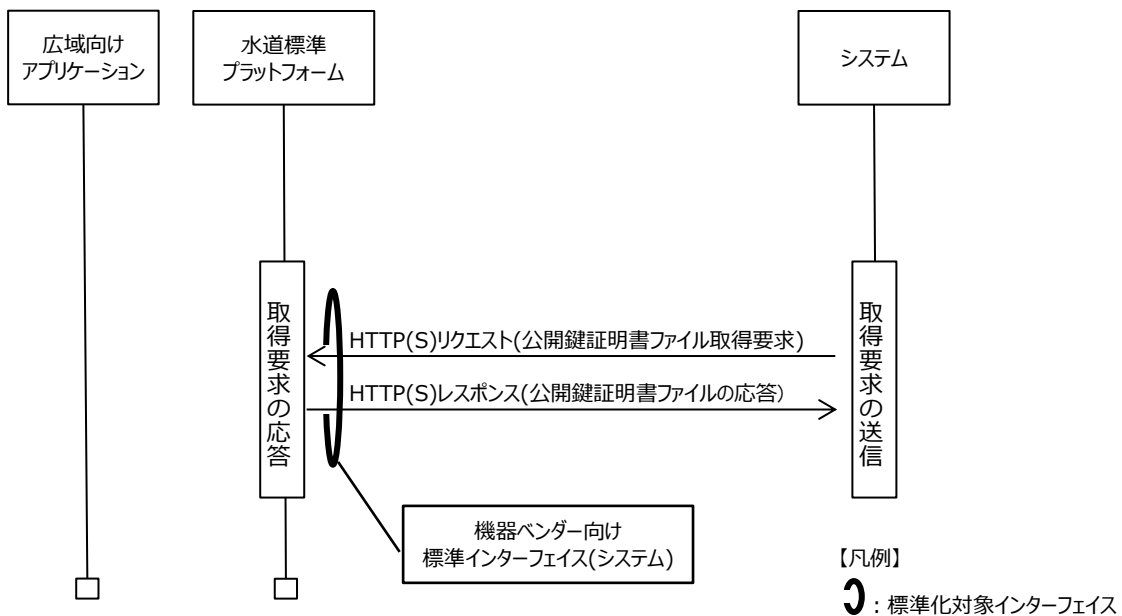 広域向け
アプリケーション
水道標準
プラットフォーム
システム
取得要求の応答
HTTP(S)リクエスト(公開鍵証明書ファイル取得要求)
HTTP(S)レスポンス(公開鍵証明書ファイルの応答)
取得要求の送信
機器ベンダー向け
標準インターフェイス(システム)
【凡例】
：標準化対象インターフェイス